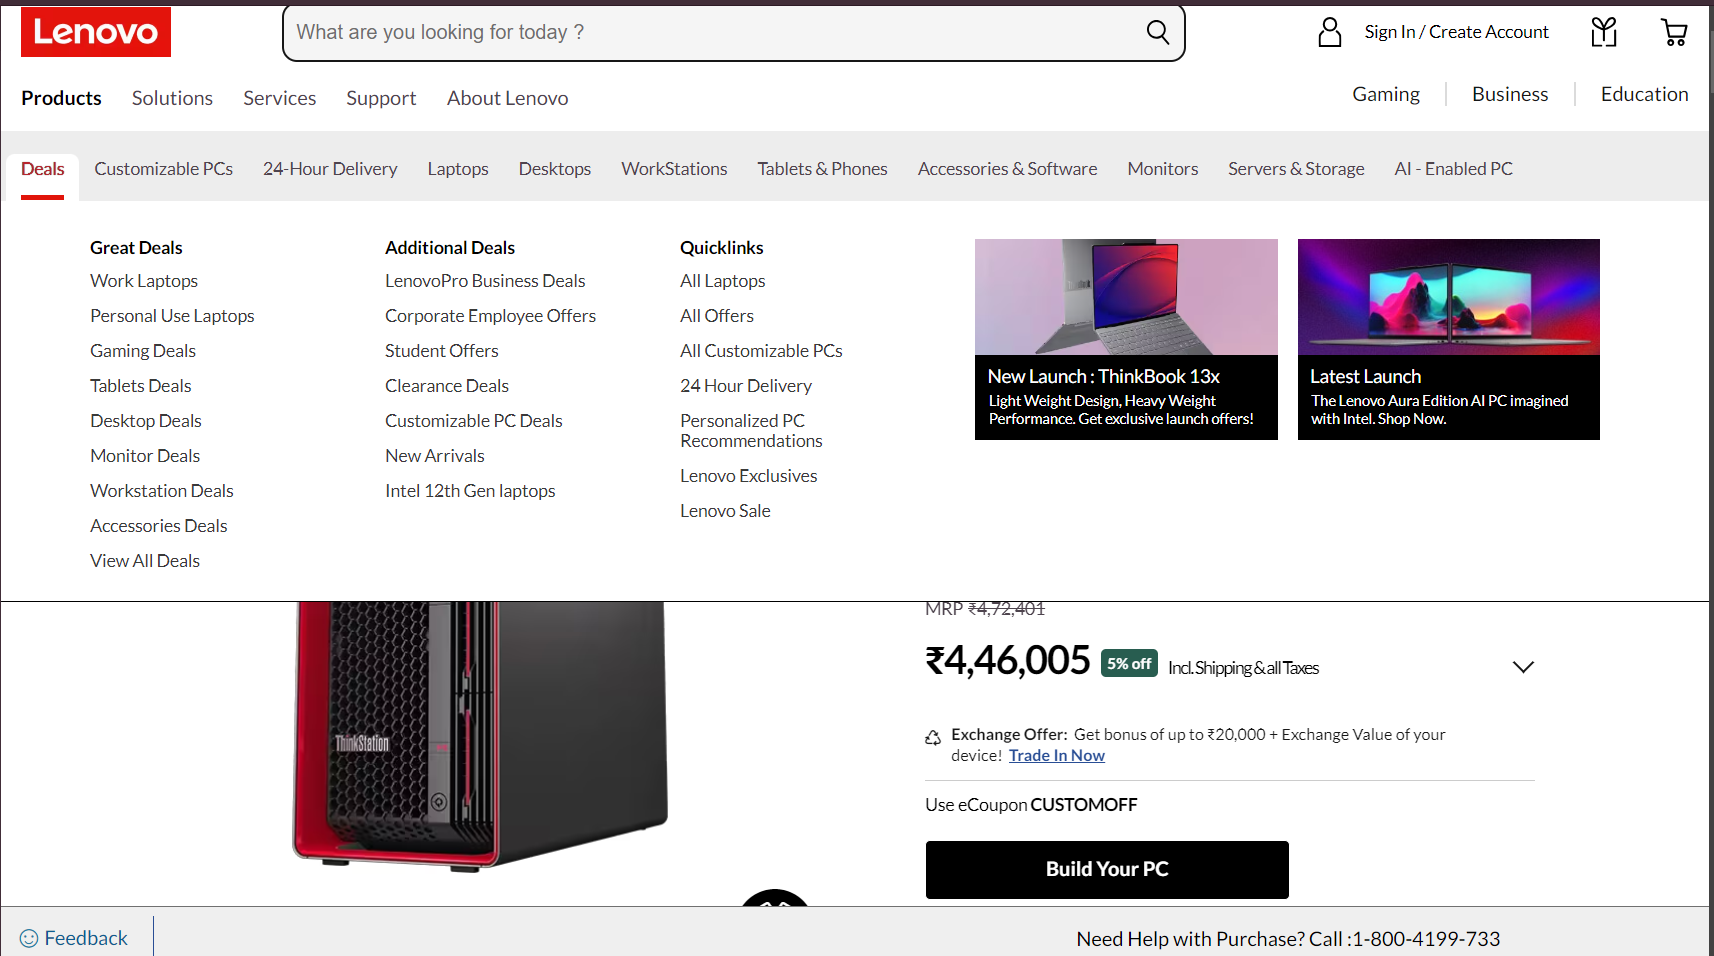 Lenovo
What are you looking for today ?
Sign In / Create Account
Products Solutions Services Support About Lenovo
Gaming Business Education
Deals Customizable PCs 24-Hour Delivery Laptops Desktops WorkStations Tablets & Phones Accessories & Software Monitors Servers & Storage AI - Enabled PC
Great Deals
Work Laptops
Personal Use Laptops
Gaming Deals
Tablets Deals
Desktop Deals
Monitor Deals
Workstation Deals
Accessories Deals
View All Deals
Additional Deals
LenovoPro Business Deals
Corporate Employee Offers
Student Offers
Clearance Deals
Customizable PC Deals
New Arrivals
Intel 12th Gen laptops
Quicklinks
All Laptops
All Offers
All Customizable PCs
24 Hour Delivery
Personalized PC
Recommendations
Lenovo Exclusives
Lenovo Sale
New Launch : ThinkBook 13x
Light Weight Design, Heavy Weight
Performance. Get exclusive launch offers!
Latest Launch
The Lenovo Aura Edition AI PC imagined
with Intel. Shop Now.
ThinkStation
MRP ₹4,72,401
₹4,46,005 5% off Incl. Shipping & all Taxes
Exchange Offer: Get bonus of up to ₹20,000 + Exchange Value of your
device! Trade In Now
Use eCoupon CUSTOMOFF
Build Your PC
Feedback
Need Help with Purchase? Call :1-800-4199-733